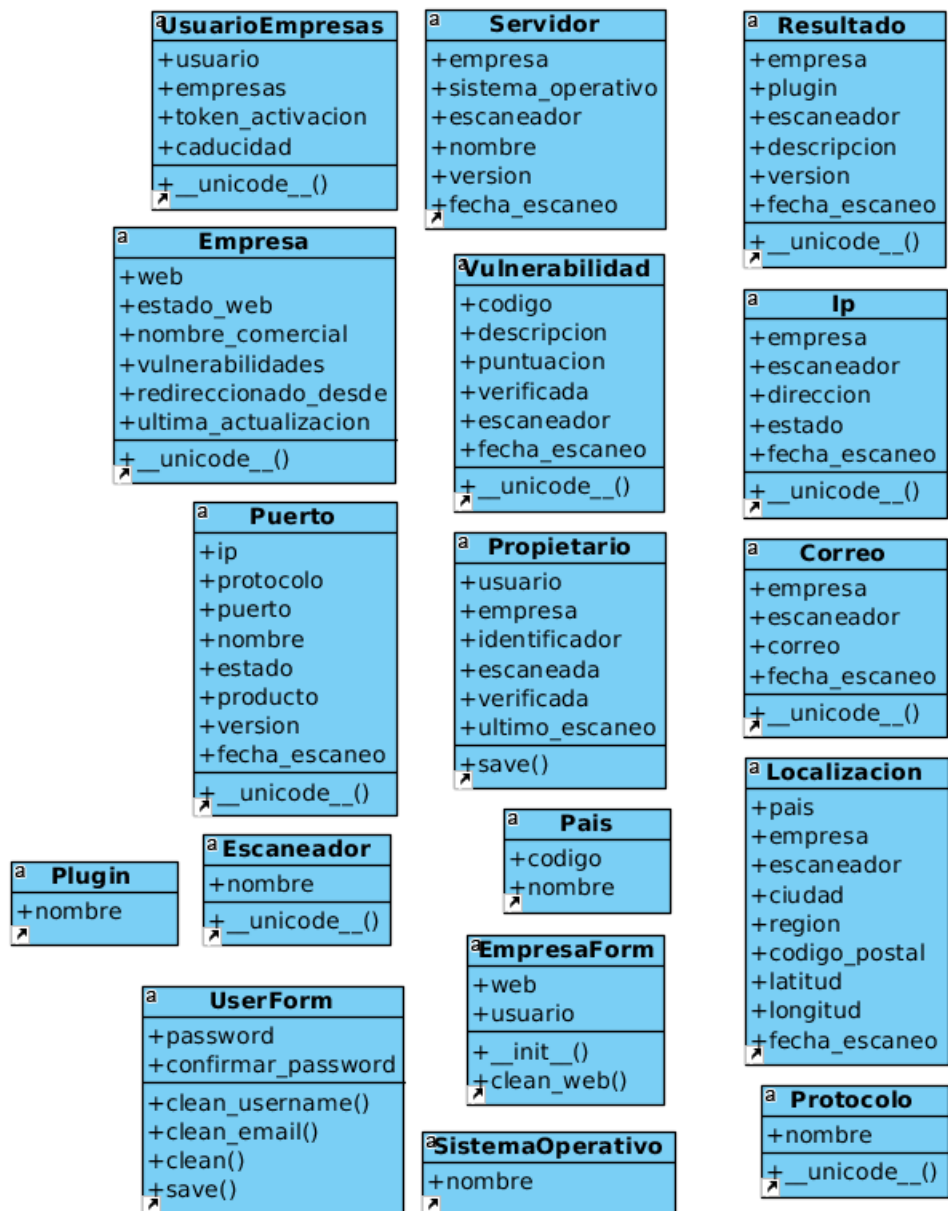 UsuarioEmpresas
+usuario
+empresas
+token_activacion
+caducidad
+__unicode__()
Servidor
+empresa
+sistema_operativo
+escaneador
+nombre
+version
+fecha_escaneo
Resultado
+empresa
+plugin
+escaneador
+descripcion
+version
+fecha_escaneo
+__unicode__()
Empresa
+web
+estado_web
+nombre_comercial
+vulnerabilidades
+redireccionado_desde
+ultima_actualizacion
+__unicode__()
Vulnerabilidad
+codigo
+descripcion
+puntuacion
+verificada
+escaneador
+fecha_escaneo
+__unicode__()
Ip
+empresa
+escaneador
+direccion
+estado
+fecha_escaneo
+__unicode__()
Puerto
+ip
+protocolo
+puerto
+nombre
+estado
+producto
+version
+fecha_escaneo
+__unicode__()
Propietario
+usuario
+empresa
+identificador
+escaneada
+verificada
+ultimo_escaneo
+save()
Correo
+empresa
+escaneador
+correo
+fecha_escaneo
+__unicode__()
Plugin
+nombre
Escaneador
+nombre
+__unicode__()
Pais
+codigo
+nombre
Localizacion
+pais
+empresa
+escaneador
+ciudad
+region
+codigo_postal
+latitud
+longitud
+fecha_escaneo
UserForm
+password
+confirmar_password
+clean_username()
+clean_email()
+clean()
+save()
EmpresaForm
+web
+usuario
+__init__()
+clean_web()
SistemaOperativo
+nombre
Protocolo
+nombre
+__unicode__()